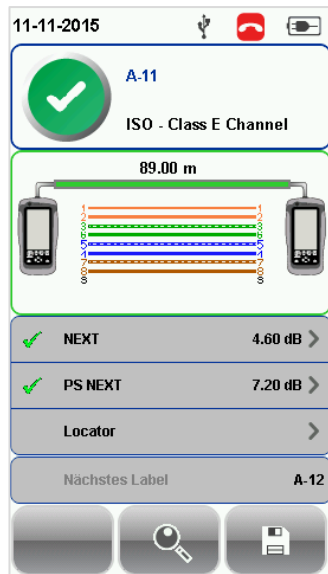 11-11-2015
A-11
ISO - Class E Channel
89.00 m
1 1
2 2
3 3
6 6
5 5
4 4
7 7
8 8
S S
NEXT 4.60 dB
PS NEXT 7.20 dB
Locator
Nächstes Label A-12